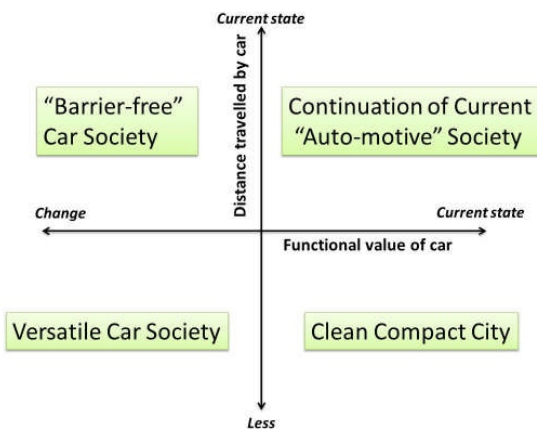 Current state
Distance travelled by car
“Barrier-free”
Car Society
Continuation of Current
“Auto-motive” Society
Change
Current state
Functional value of car
Versatile Car Society
Clean Compact City
Less